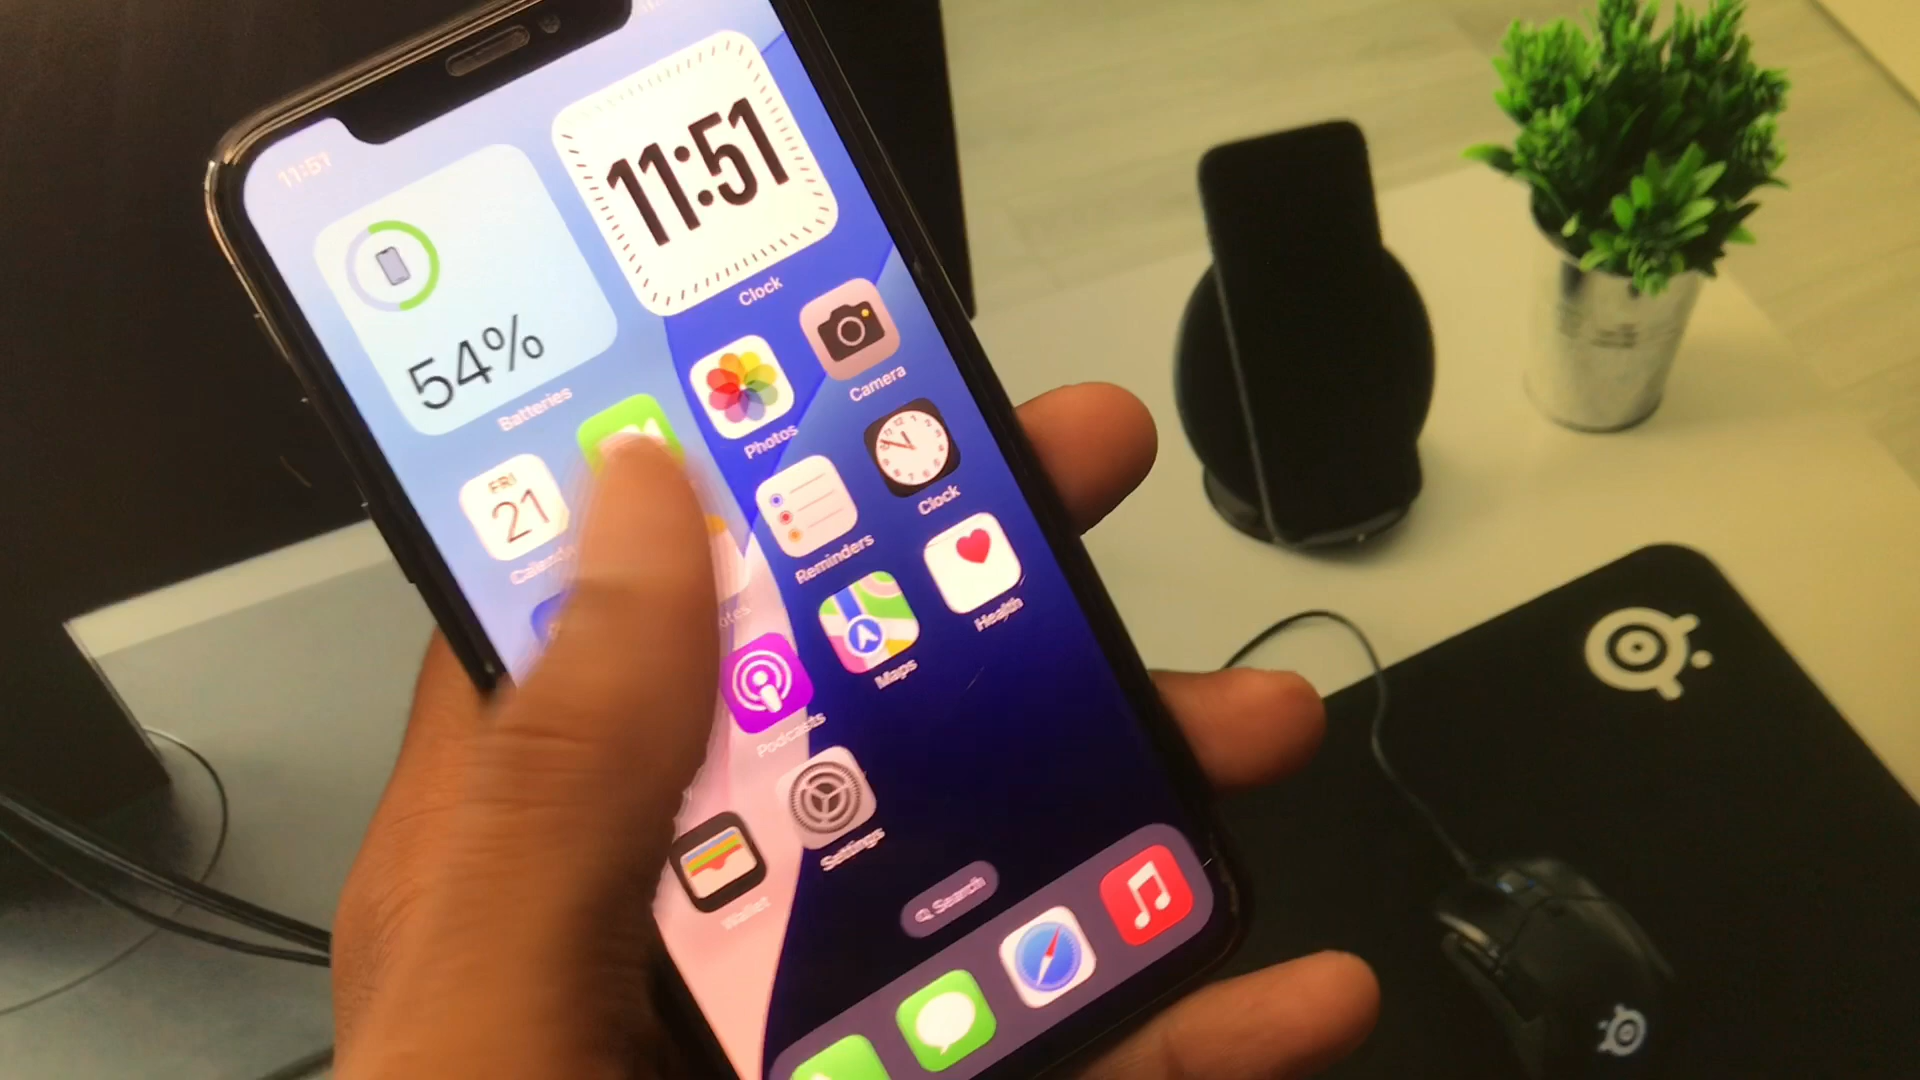 11:51
11:51
54%
Batteries
Clock
Photos
Camera
FRI
21
Reminders
Clock
Podcasts
Maps
Health
Wallet
Settings
Search